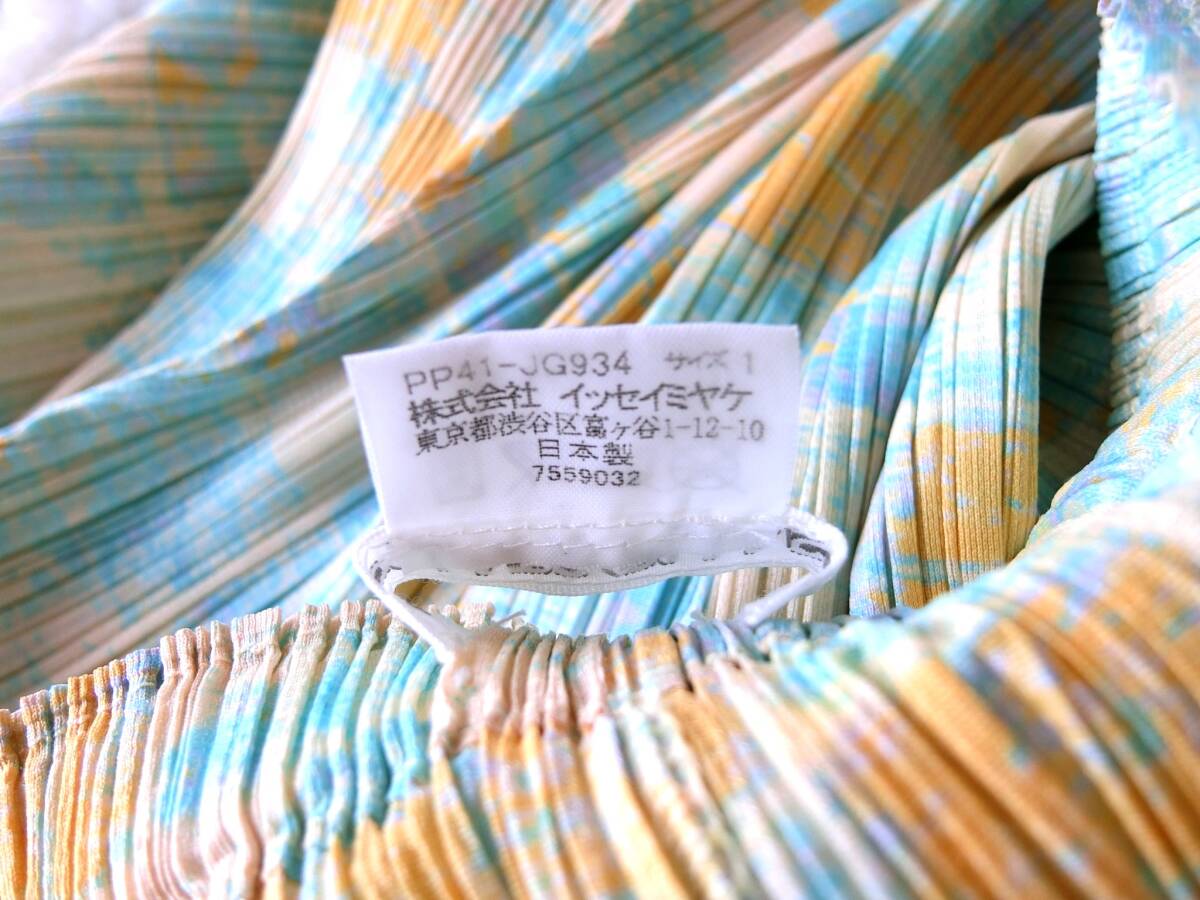 PP41-JG934 サイズ 1
株式会社 イッセイミヤケ
東京都渋谷区富ヶ谷1-12-10
日本製
7559032